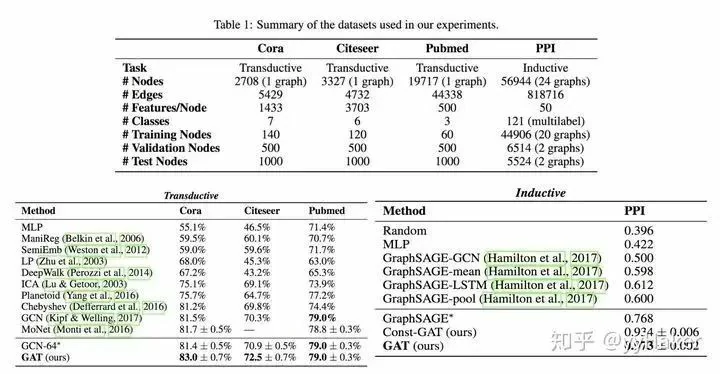 Table 1: Summary of the datasets used in our experiments.
Cora Citeseer Pubmed PPI
Task Transductive Transductive Transductive Inductive
# Nodes 2708 (1 graph) 3327 (1 graph) 19717 (1 graph) 56944 (24 graphs)
# Edges 5429 4732 44338 818716
# Features/Node 1433 3703 500 50
# Classes 7 6 3 121 (multilabel)
# Training Nodes 140 120 60 44906 (20 graphs)
# Validation Nodes 500 500 500 6514 (2 graphs)
# Test Nodes 1000 1000 1000 5524 (2 graphs)
Transductive
Method Cora Citeseer Pubmed
MLP 55.1% 46.5% 71.4%
ManiReg (Belkin et al., 2006) 59.5% 60.1% 70.7%
SemiEmb (Weston et al., 2012) 59.0% 59.6% 71.7%
LP (Zhu et al., 2003) 68.0% 45.3% 63.0%
DeepWalk (Perozzi et al., 2014) 67.2% 43.2% 65.3%
ICA (Lu & Getoor, 2003) 75.1% 69.1% 73.9%
Planetoid (Yang et al., 2016) 75.7% 64.7% 77.2%
Chebyshev (Defferrard et al., 2016) 81.2% 69.8% 74.4%
GCN (Kipf & Welling, 2017) 81.5% 70.3% 79.0%
MoNet (Monti et al., 2016) 81.7 ± 0.5% — 78.8 ± 0.3%
GCN-64* 81.4 ± 0.5% 70.9 ± 0.5% 79.0 ± 0.3%
GAT (ours) 83.0 ± 0.7% 72.5 ± 0.7% 79.0 ± 0.3%
Inductive
Method PPI
Random 0.396
MLP 0.422
GraphSAGE-GCN (Hamilton et al., 2017) 0.500
GraphSAGE-mean (Hamilton et al., 2017) 0.598
GraphSAGE-LSTM (Hamilton et al., 2017) 0.612
GraphSAGE-pool (Hamilton et al., 2017) 0.600
GraphSAGE* 0.768
Const-GAT (ours) 0.934 ± 0.006
GAT (ours) 0.973 ± 0.002
知乎